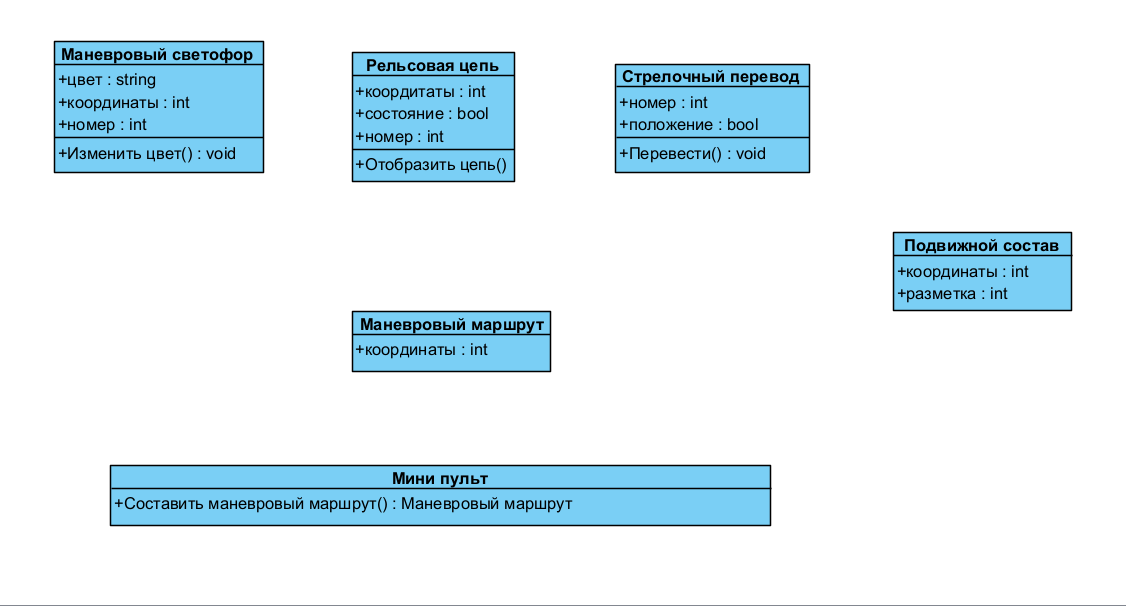 Маневровый светофор
+цвет : string
+координаты : int
+номер : int
+Изменить цвет() : void
Рельсовая цепь
+коордитаты : int
+состояние : bool
+номер : int
+Отобразить цепь()
Стрелочный перевод
+номер : int
+положение : bool
+Перевести() : void
Подвижной состав
+координаты : int
+разметка : int
Маневровый маршрут
+координаты : int
Мини пульт
+Составить маневровый маршрут() : Маневровый маршрут